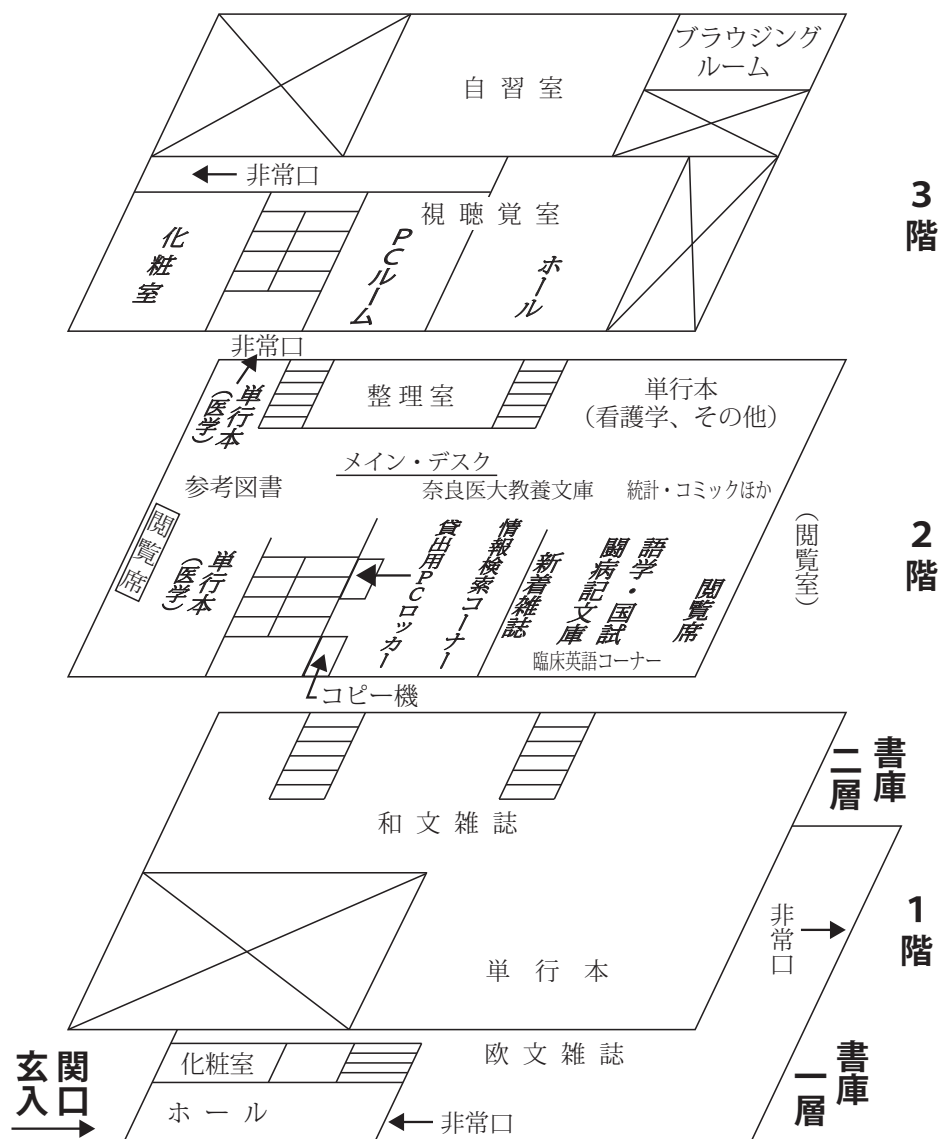 ブラウジング
ルーム
自習室
非常口
視聴覚室
化粧室
PCルーム
ホール
3階
非常口
単行本
(医学)
整理室
単行本
(看護学、その他)
メイン・デスク
参考図書
奈良医大教養文庫
統計・コミックほか
閲覧席
単行本
(医学)
貸出用PCロッカー
情報検索コーナー
新着雑誌
闘病記文庫
語学・国試
閲覧席
(閲覧室)
2階
臨床英語コーナー
コピー機
書庫
二層
和文雑誌
1階
非常口
単行本
欧文雑誌
化粧室
書庫
一層
玄関
入口
ホール
非常口